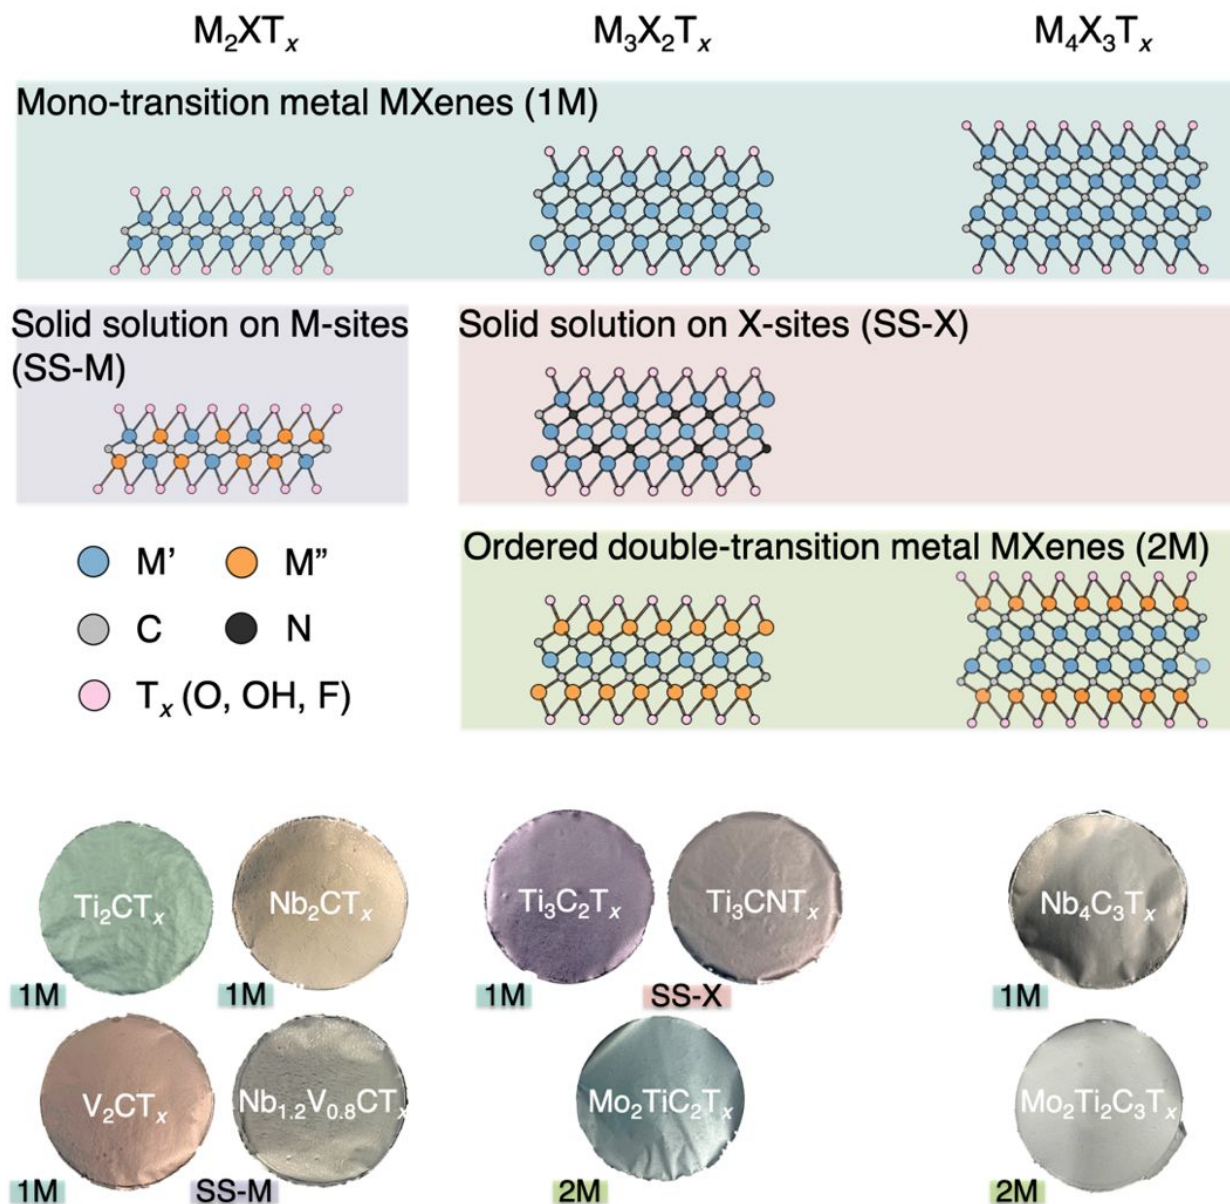 M₂XTₓ
M₃X₂Tₓ
M₄X₃Tₓ
Mono-transition metal MXenes (1M)
Solid solution on M-sites
(SS-M)
Solid solution on X-sites (SS-X)
M’
M”
C
N
Tₓ (O, OH, F)
Ordered double-transition metal MXenes (2M)
Ti₂CTₓ
1M
Nb₂CTₓ
1M
Ti₃C₂Tₓ
1M
Ti₃CNTₓ
SS-X
Nb₄C₃Tₓ
1M
V₂CTₓ
1M
Nb₁.₂V₀.₈CTₓ
SS-M
Mo₂TiC₂Tₓ
2M
Mo₂Ti₂C₃Tₓ
2M